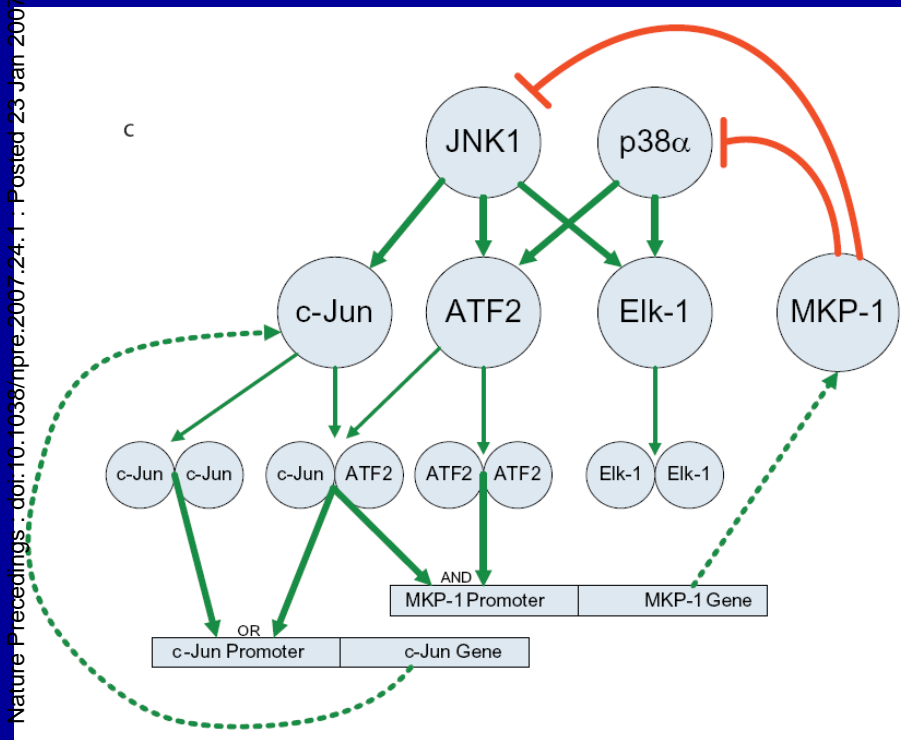 Nature Precedings : doi:10.1038/npre.2007.24.1 : Posted 23 Jan 2007
c
JNK1
p38α
c-Jun
ATF2
Elk-1
MKP-1
c-Jun c-Jun
c-Jun ATF2
ATF2 ATF2
Elk-1 Elk-1
AND
MKP-1 Promoter
MKP-1 Gene
OR
c-Jun Promoter
c-Jun Gene